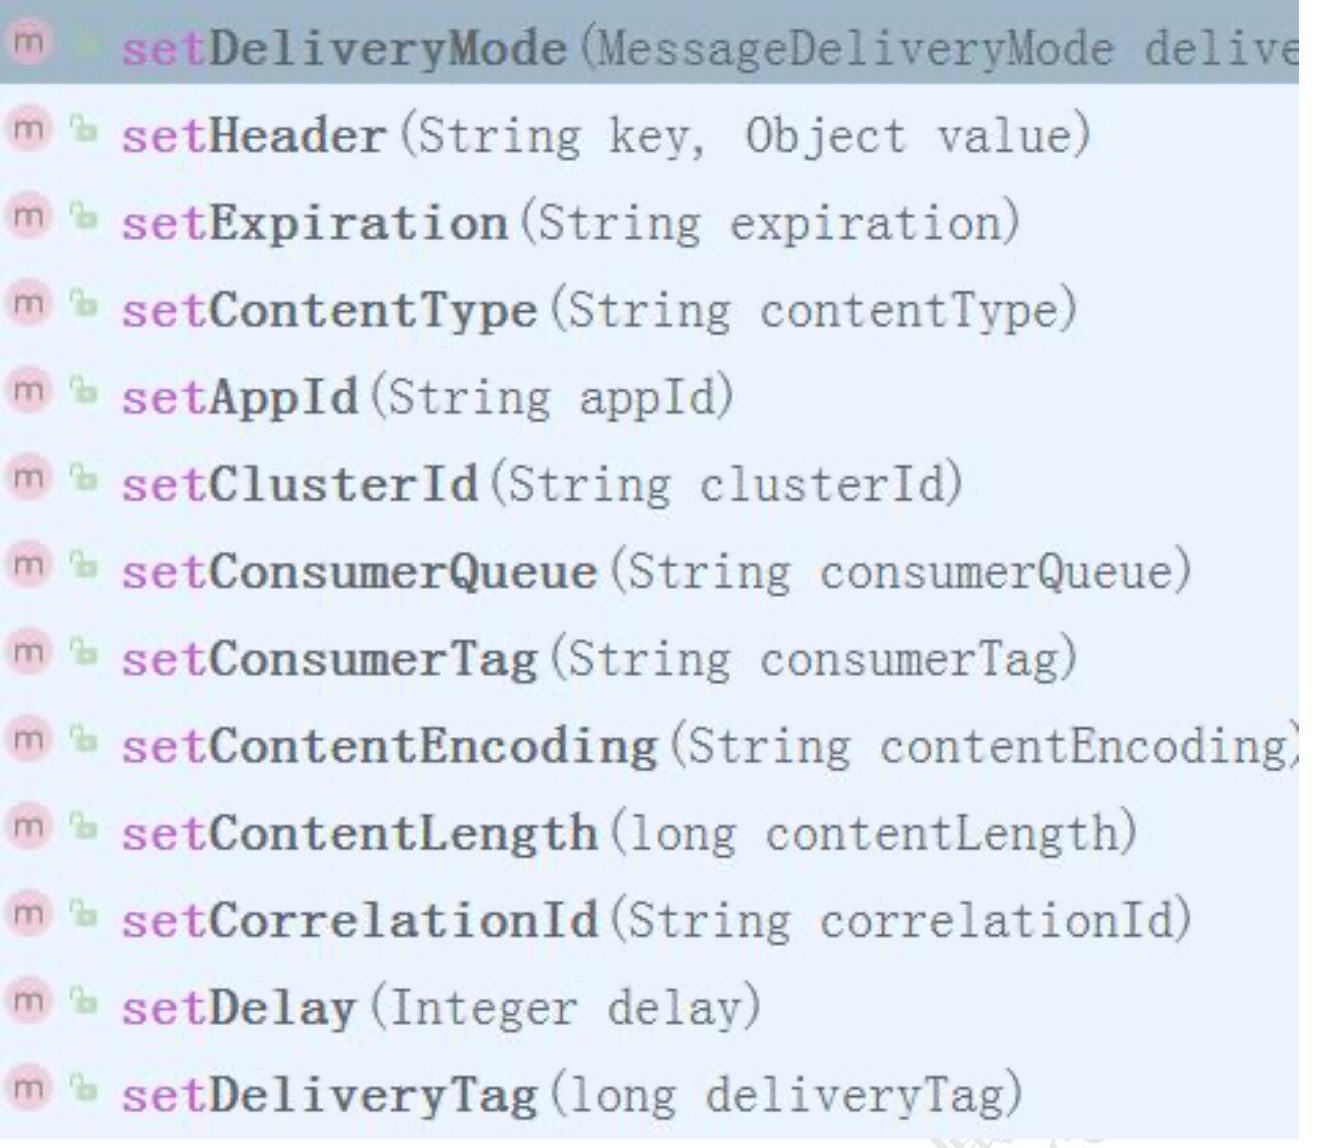 m setDeliveryMode(MessageDeliveryMode delive
m setHeader(String key, Object value)
m setExpiration(String expiration)
m setContentType(String contentType)
m setAppId(String appId)
m setClusterId(String clusterId)
m setConsumerQueue(String consumerQueue)
m setConsumerTag(String consumerTag)
m setContentEncoding(String contentEncoding)
m setContentLength(long contentLength)
m setCorrelationId(String correlationId)
m setDelay(Integer delay)
m setDeliveryTag(long deliveryTag)